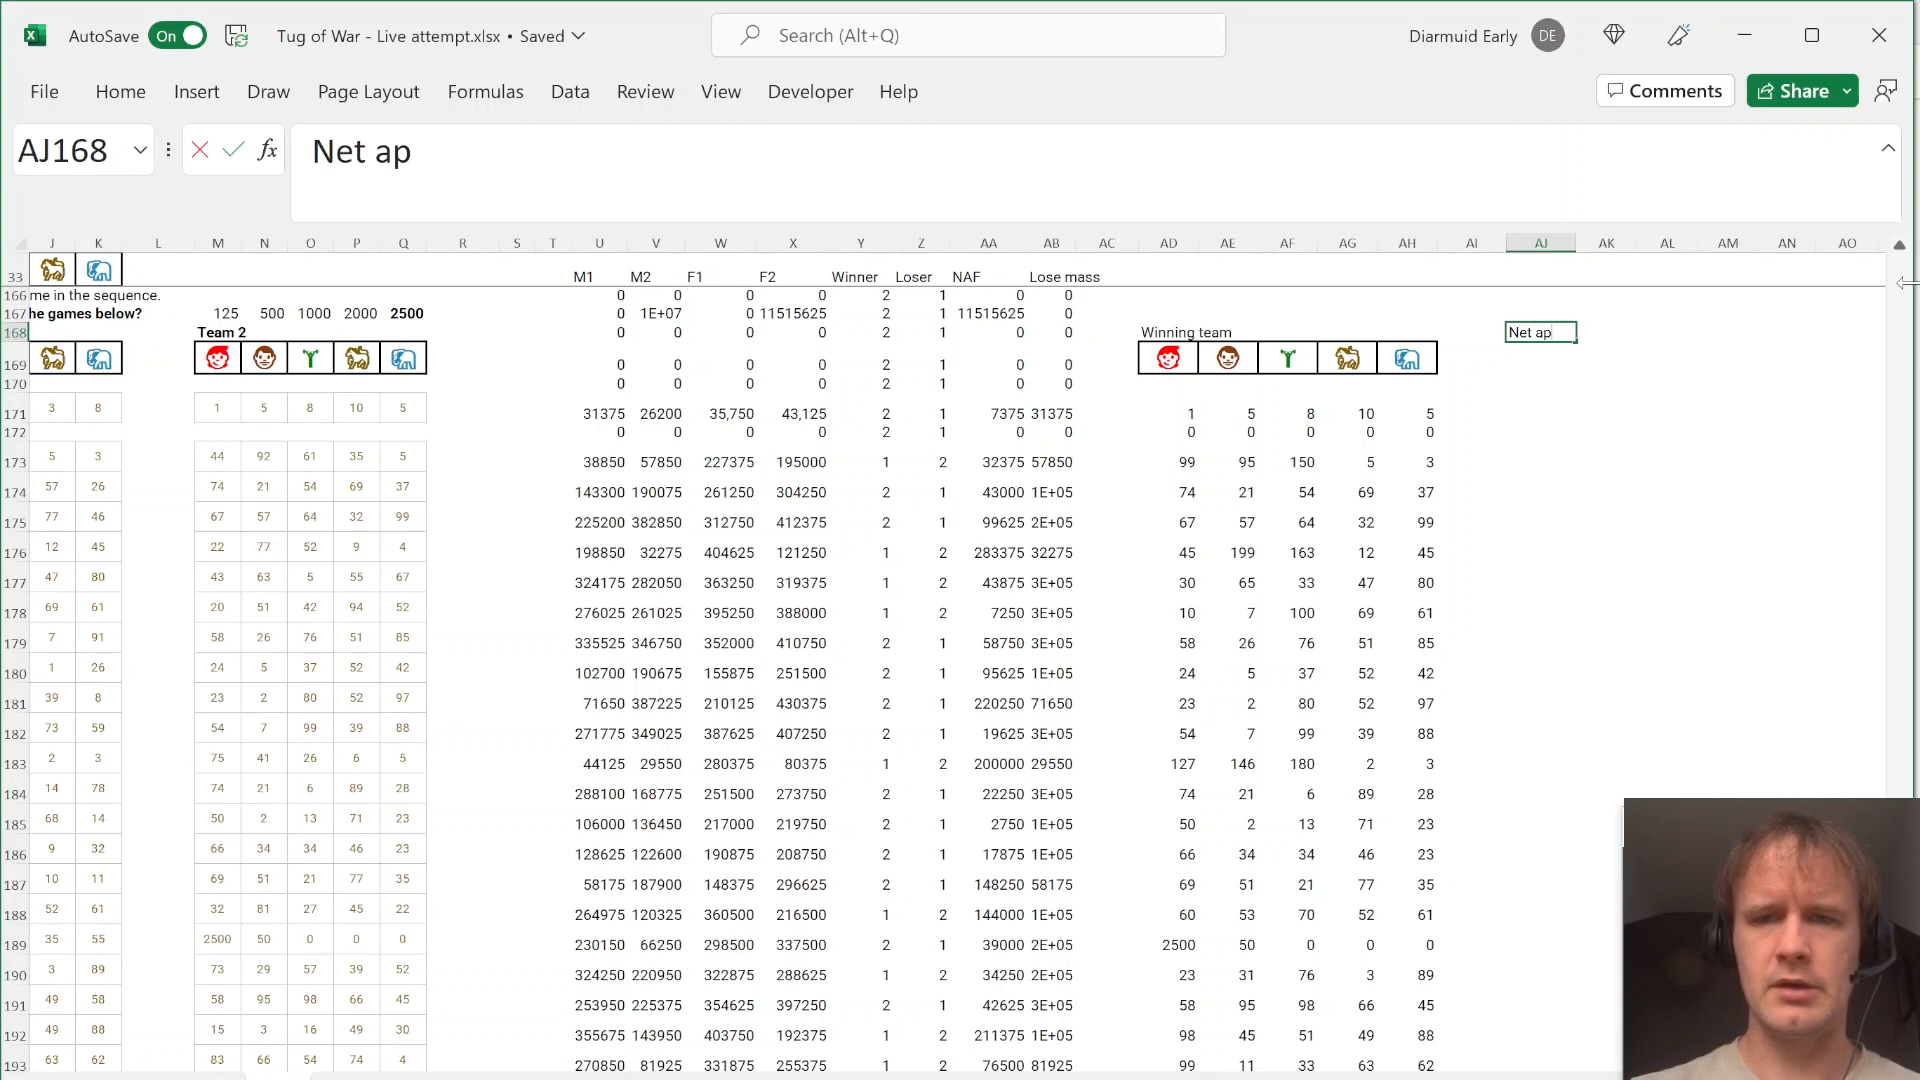 AutoSave On Tug of War - Live attempt.xlsx • Saved Search (Alt+Q) Diarmuid Early DE
File Home Insert Draw Page Layout Formulas Data Review View Developer Help Comments Share
AJ168 fx Net ap
J K L M N O P Q R S T U V W X Y Z AA AB AC AD AE AF AG AH AI AJ AK AL AM AN AO
33 M1 M2 F1 F2 Winner Loser NAF Lose mass
166 me in the sequence. 0 0 0 0 2 1 0 0
167 he games below? 125 500 1000 2000 2500 0 1E+07 0 11515625 2 1 11515625 0
168 Team 2 0 0 0 0 2 1 0 0 Winning team Net ap
169 0 0 0 0 2 1 0 0
170 0 0 0 0 2 1 0 0
171 3 8 1 5 8 10 5 31375 26200 35,750 43,125 2 1 7375 31375 1 5 8 10 5
172 0 0 0 0 2 1 0 0 0 0 0 0 0
173 5 3 44 92 61 35 5 38850 57850 227375 195000 1 2 32375 57850 99 95 150 5 3
174 57 26 74 21 54 69 37 143300 190075 261250 304250 2 1 43000 1E+05 74 21 54 69 37
175 77 46 67 57 64 32 99 225200 382850 312750 412375 2 1 99625 2E+05 67 57 64 32 99
176 12 45 22 77 52 9 4 198850 32275 404625 121250 1 2 283375 32275 45 199 163 12 45
177 47 80 43 63 5 55 67 324175 282050 363250 319375 1 2 43875 3E+05 30 65 33 47 80
178 69 61 20 51 42 94 52 276025 261025 395250 388000 1 2 7250 3E+05 10 7 100 69 61
179 7 91 58 26 76 51 85 335525 346750 352000 410750 2 1 58750 3E+05 58 26 76 51 85
180 1 26 24 5 37 52 42 102700 190675 155875 251500 2 1 95625 1E+05 24 5 37 52 42
181 39 8 23 2 80 52 97 71650 387225 210125 430375 2 1 220250 71650 23 2 80 52 97
182 73 59 54 7 99 39 88 271775 349025 387625 407250 2 1 19625 3E+05 54 7 99 39 88
183 2 3 75 41 26 6 5 44125 29550 280375 80375 1 2 200000 29550 127 146 180 2 3
184 14 78 74 21 6 89 28 288100 168775 251500 273750 2 1 22250 3E+05 74 21 6 89 28
185 68 14 50 2 13 71 23 106000 136450 217000 219750 2 1 2750 1E+05 50 2 13 71 23
186 9 32 66 34 34 46 23 128625 122600 190875 208750 2 1 17875 1E+05 66 34 34 46 23
187 10 11 69 51 21 77 35 58175 187900 148375 296625 2 1 148250 58175 69 51 21 77 35
188 52 61 32 81 27 45 22 264975 120325 360500 216500 1 2 144000 1E+05 60 53 70 52 61
189 35 55 2500 50 0 0 0 230150 66250 298500 337500 2 1 39000 2E+05 2500 50 0 0 0
190 3 89 73 29 57 39 52 324250 220950 322875 288625 1 2 34250 2E+05 23 31 76 3 89
191 49 58 58 95 98 66 45 253950 225375 354625 397250 2 1 42625 3E+05 58 95 98 66 45
192 49 88 15 3 16 49 30 355675 143950 403750 192375 1 2 211375 1E+05 98 45 51 49 88
193 63 62 83 66 54 74 4 270850 81925 331875 255375 1 2 76500 81925 99 11 33 63 62